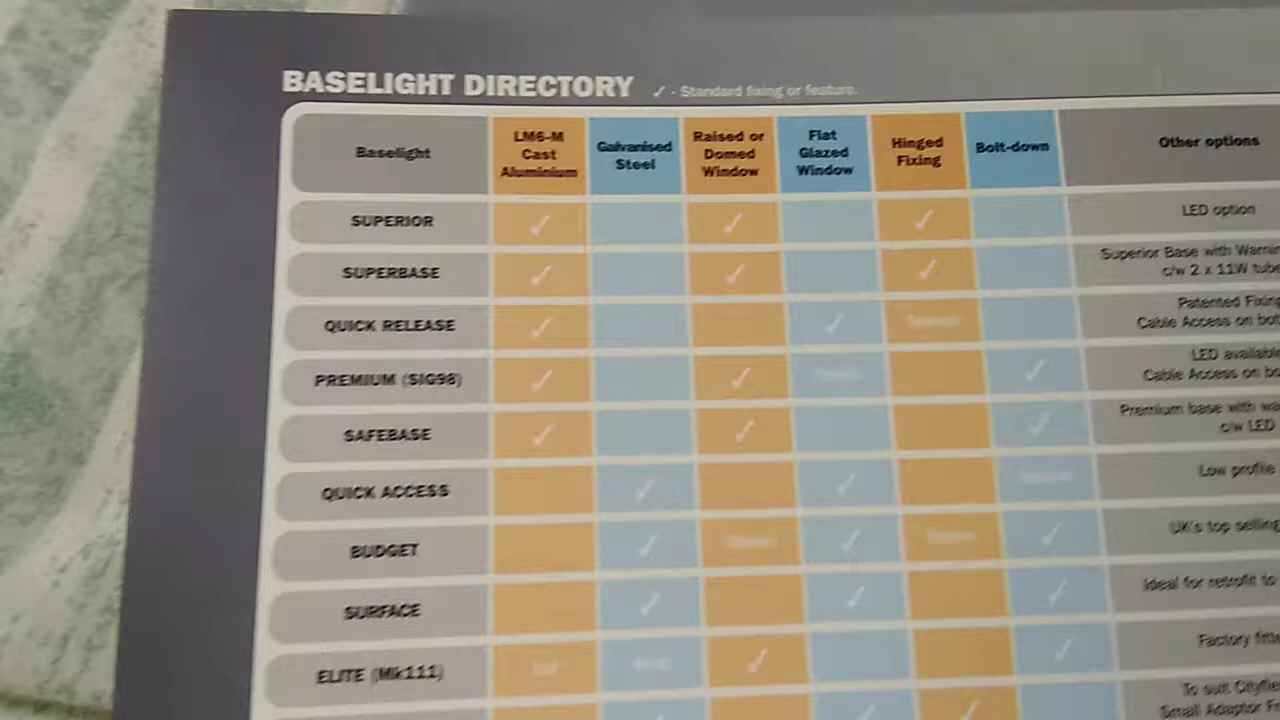 BASELIGHT DIRECTORY ✓ - Standard fixing or feature.
Baselight
LM6-M
Cast
Aluminium
Galvanised
Steel
Raised or
Domed
Window
Flat
Glazed
Window
Hinged
Fixing
Bolt-down
Other options
SUPERIOR ✓ ✓ ✓ LED option
SUPERBASE ✓ ✓ ✓
Superior Base with
c/w 2 x 11W
QUICK RELEASE ✓ ✓
Patented
Cable Access on
PREMIUM (SIG98) ✓ ✓ ✓
LED
Cable Access on
SAFEBASE ✓ ✓ ✓
Premium base with
c/w LED
QUICK ACCESS ✓ ✓ Low profile
BUDGET ✓ ✓ ✓ UK's top selling
SURFACE ✓ ✓ ✓ Ideal for retrofit to
ELITE (Mk111) ✓ ✓ Factory
To suit
Small Adaptor